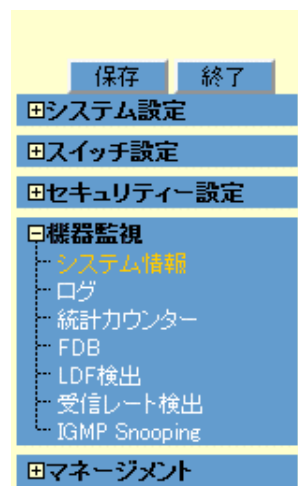 保存 終了
システム設定
スイッチ設定
セキュリティー設定
機器監視
システム情報
ログ
統計カウンター
FDB
LDF検出
受信レート検出
IGMP Snooping
マネージメント